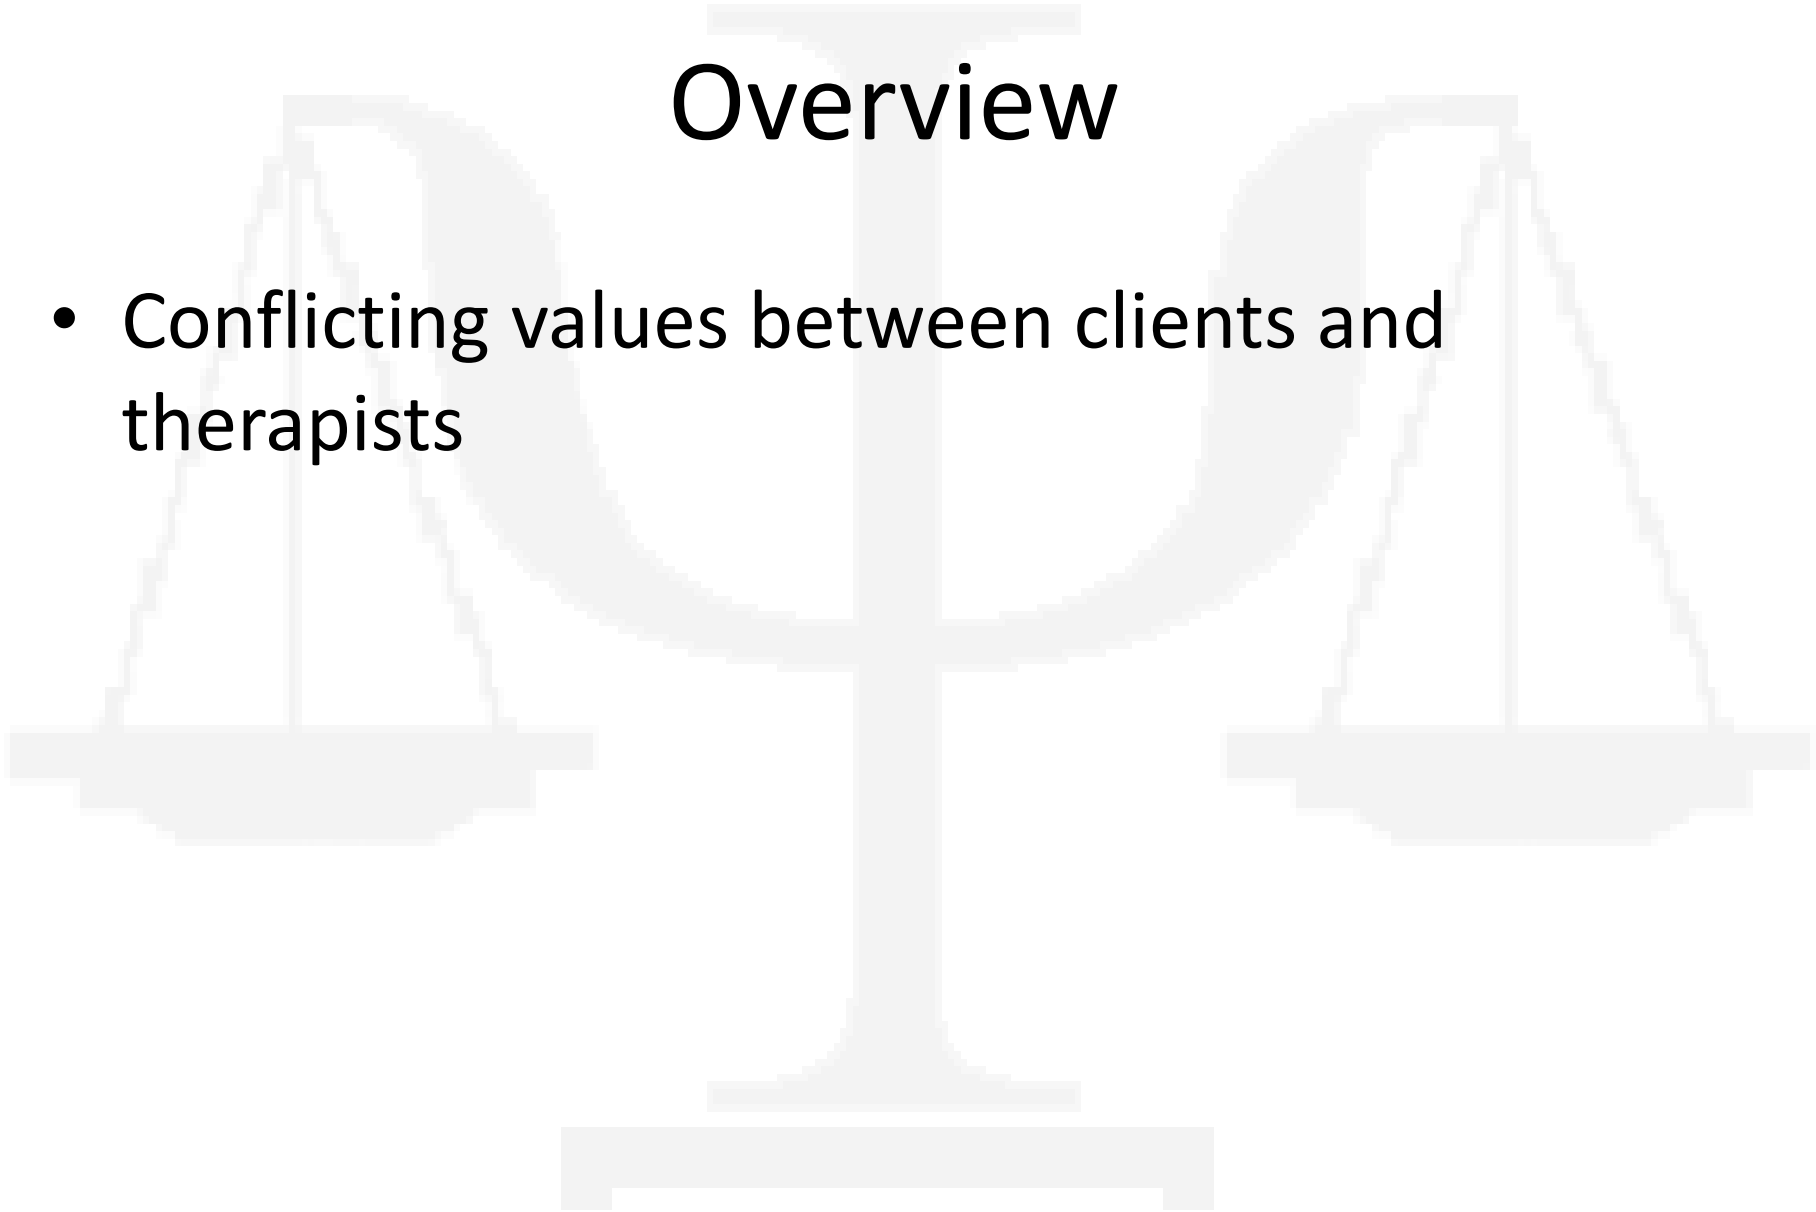 Overview
• Conflicting values between clients and
therapists